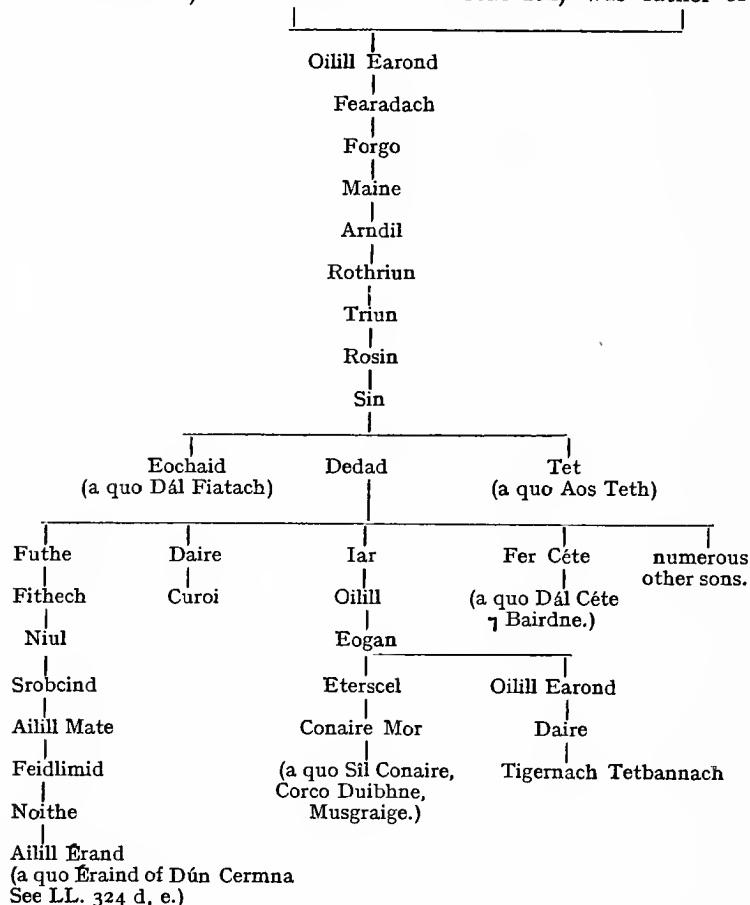 was father of
Oilill Earond
Fearadach
Forgo
Maine
Arndil
Rothriun
Triun
Rosin
Sin
Eochaid Dedad Tet
(a quo Dál Fiatach) (a quo Aos Teth)
Futhe Daire Iar Fer Céte numerous
other sons.
Fithech Curoi Oilill (a quo Dál Céte
⁊ Bairdne.)
Niul Eogan
Srobcind Eterscel Oilill Earond
Ailill Mate Conaire Mor Daire
Feidlimid (a quo Síl Conaire, Tigernach Tetbannach
Corco Duibhne,
Noithe Musgraige.)
Ailill Érand
(a quo Éraind of Dún Cermna
See LL. 324 d, e.)